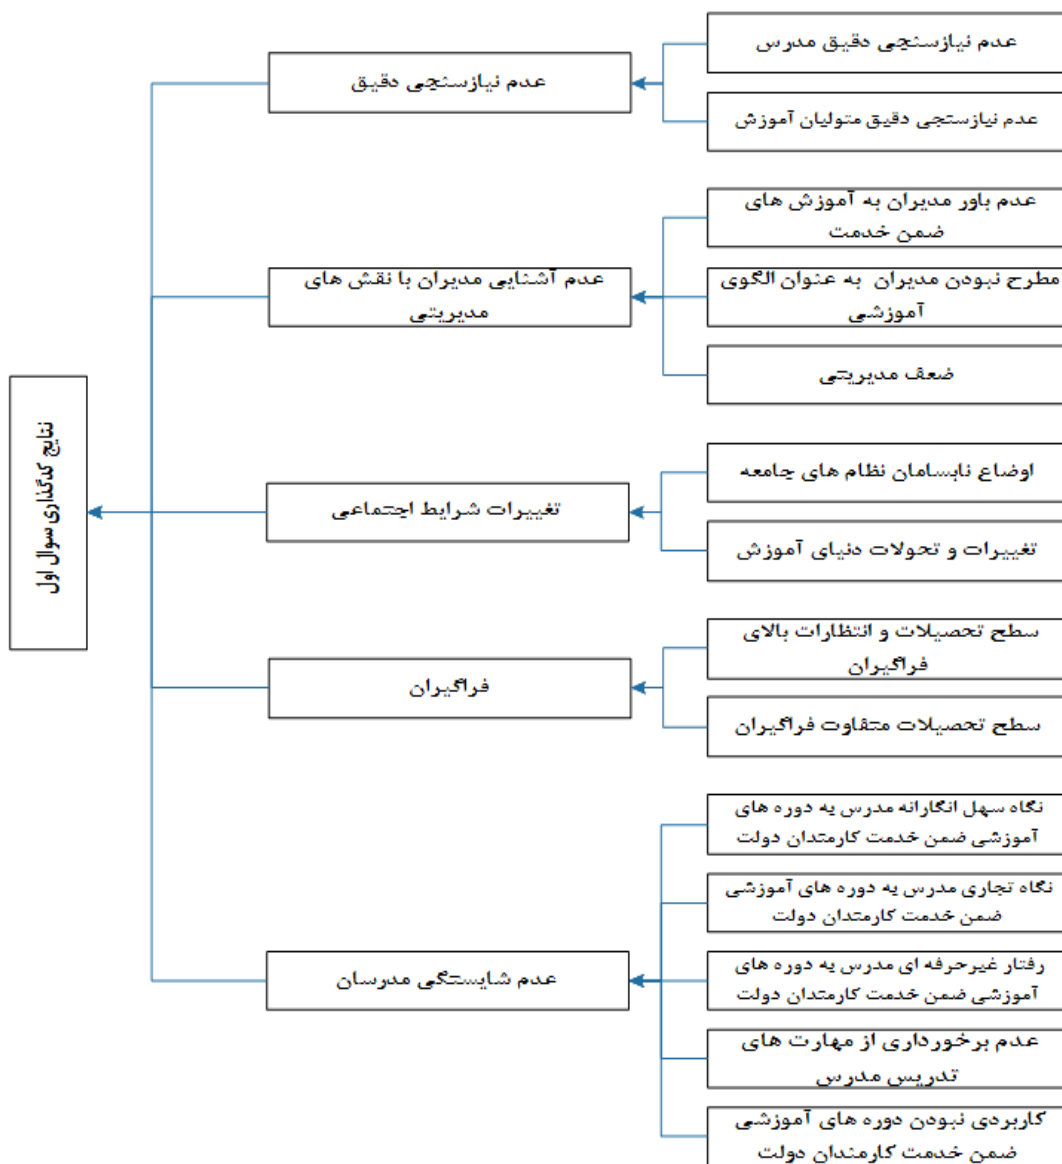 عدم نیازسنجی دقیق مدرس
عدم نیازسنجی دقیق متولیان آموزش
عدم نیازسنجی دقیق
عدم باور مدیران به آموزش های
ضمن خدمت
مطرح نبودن مدیران به عنوان الگوی
آموزشی
ضعف مدیریتی
عدم آشنایی مدیران با نقش های
مدیریتی
اوضاع نابسامان نظام های جامعه
تغییرات و تحولات دنیای آموزش
تغییرات شرایط اجتماعی
سطح تحصیلات و انتظارات بالای
فراگیران
سطح تحصیلات متفاوت فراگیران
فراگیران
نگاه سهل انگارانه مدرس به دوره های
آموزشی ضمن خدمت کارمندان دولت
نگاه تجاری مدرس به دوره های آموزشی
ضمن خدمت کارمندان دولت
رفتار غیرحرفه ای مدرس به دوره های
آموزشی ضمن خدمت کارمندان دولت
عدم برخورداری از مهارت های
تدریس مدرس
کاربردی نبودن دوره های آموزشی
ضمن خدمت کارمندان دولت
عدم شایستگی مدرسان
نتایج کدگذاری سوال اول